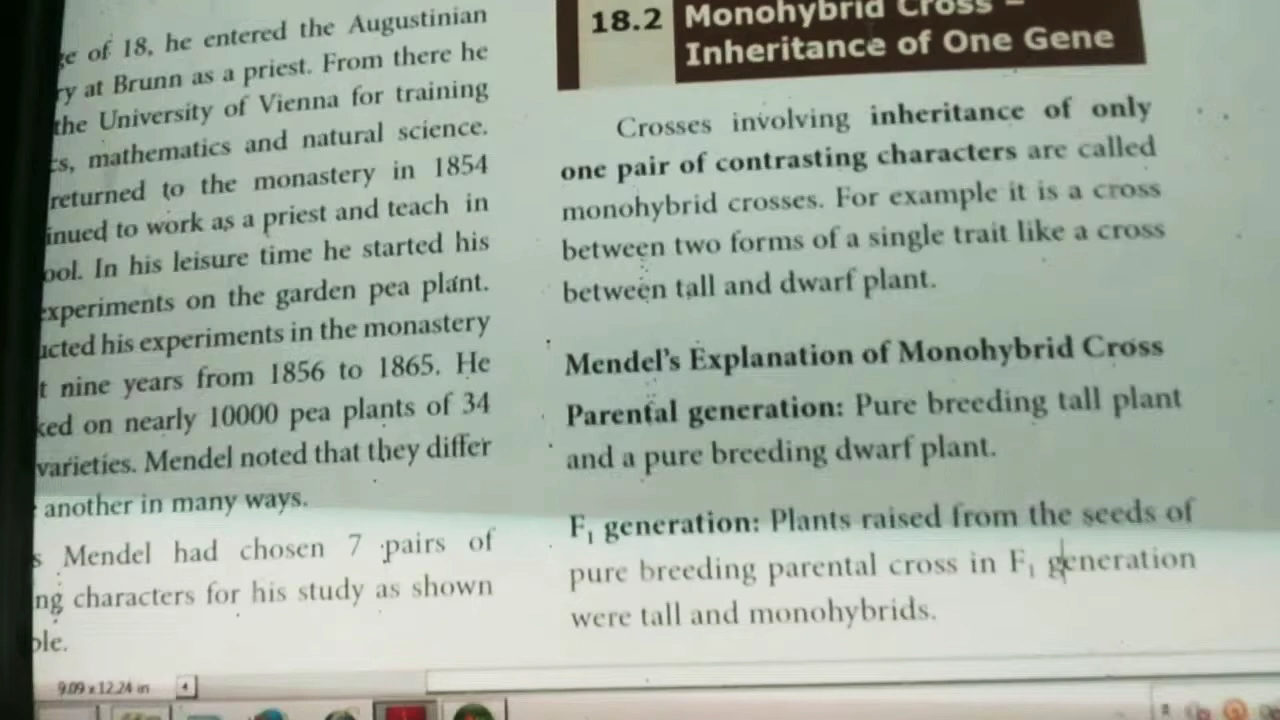 of 18, he entered the Augustinian
at Brunn as a priest. From there he
the University of Vienna for training
mathematics and natural science.
returned to the monastery in 1854
to work as a priest and teach in
In his leisure time he started his
experiments on the garden pea plant.
his experiments in the monastery
nine years from 1856 to 1865. He
on nearly 10000 pea plants of 34
varieties. Mendel noted that they differ
another in many ways.
Mendel had chosen 7 pairs of
characters for his study as shown
18.2 Monohybrid Cross –
Inheritance of One Gene
Crosses involving inheritance of only
one pair of contrasting characters are called
monohybrid crosses. For example it is a cross
between two forms of a single trait like a cross
between tall and dwarf plant.
Mendel's Explanation of Monohybrid Cross
Parental generation: Pure breeding tall plant
and a pure breeding dwarf plant.
F₁ generation: Plants raised from the seeds of
pure breeding parental cross in F₁ generation
were tall and monohybrids.
9.09 x 12.24 in